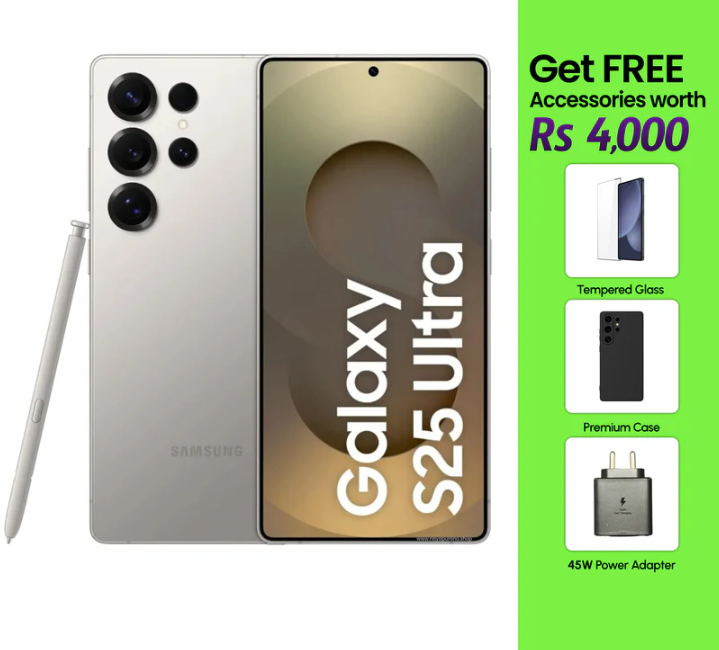 Get FREE
Accessories worth
Rs 4,000
SAMSUNG
Galaxy
S25 Ultra
Tempered Glass
Premium Case
45W Power Adapter